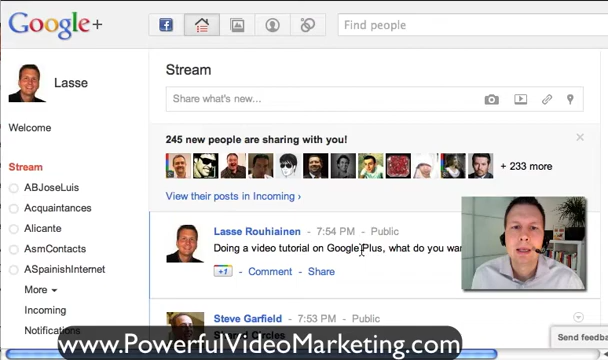 Google+
Find people
Lasse
Stream
Share what's new...
Welcome
245 new people are sharing with you!
+ 233 more
View their posts in Incoming ›
Stream
ABJoseLuis
Acquaintances
Alicante
AsmContacts
ASpainishInternet
More
Incoming
Notifications
Lasse Rouhiainen - 7:54 PM - Public
Doing a video tutorial on Google Plus, what do you
+1 - Comment - Share
Steve Garfield - 7:53 PM - Public
Circles
Send
www.PowerfulVideoMarketing.com